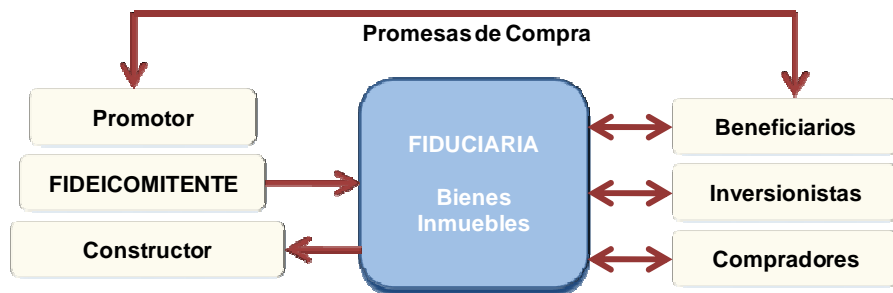 Promesas de Compra
Promotor
FIDEICOMITENTE
Constructor
FIDUCIARIA
Bienes
Inmuebles
Beneficiarios
Inversionistas
Compradores